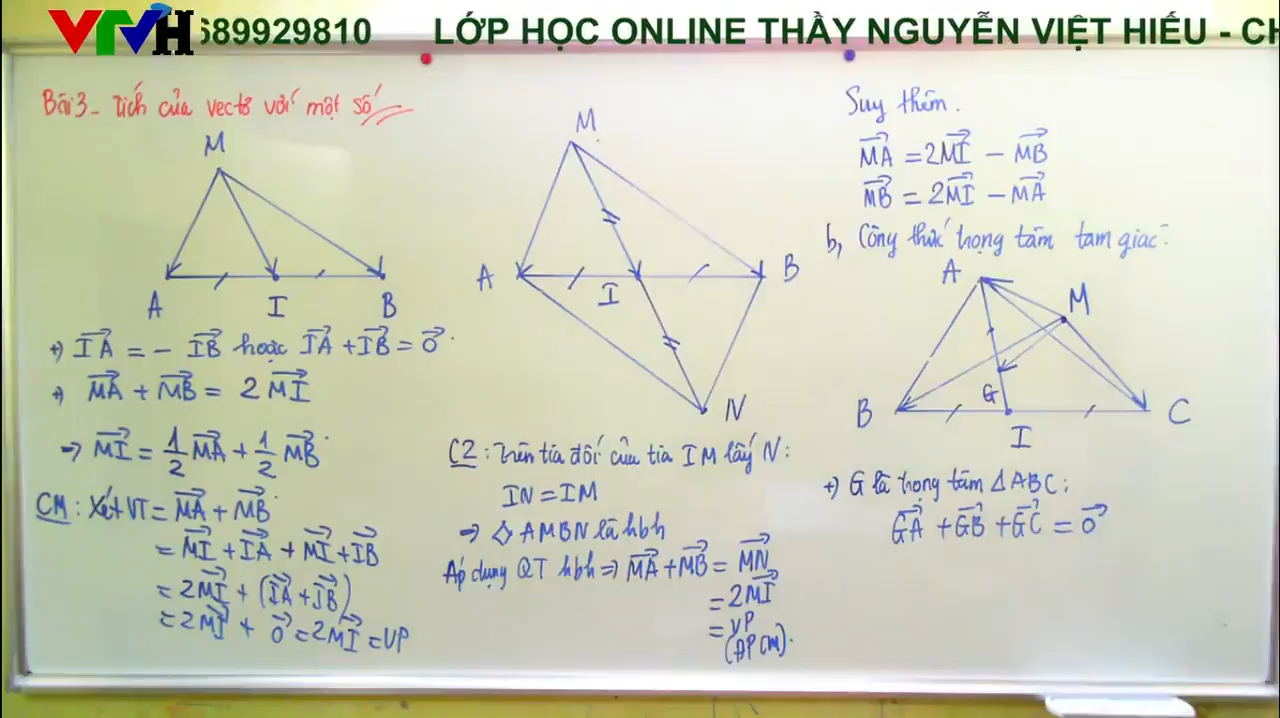 VTVH
689929810 LỚP HỌC ONLINE THẦY NGUYỄN VIỆT HIẾU - CH
Bài 3 - Tích của vectơ với một số
M
A I B
+) IA⃗ = - IB⃗ hoặc IA⃗ + IB⃗ = 0⃗.
+) MA⃗ + MB⃗ = 2MI⃗
→ MI⃗ = 1/2 MA⃗ + 1/2 MB⃗.
CM: Xét VT = MA⃗ + MB⃗
= MI⃗ + IA⃗ + MI⃗ + IB⃗
= 2MI⃗ + (IA⃗ + IB⃗)
= 2MI⃗ + 0⃗ = 2MI⃗ = VP
M
A I B
N
C2: Trên tia đối của tia IM lấy N:
IN = IM
⇒ ◇ AMBN là hbh
Áp dụng QT hbh ⇒ MA⃗ + MB⃗ = MN⃗
= 2MI⃗
= VP
(ĐPCM).
Suy thêm.
MA⃗ = 2MI⃗ - MB⃗
MB⃗ = 2MI⃗ - MA⃗
b, Công thức trọng tâm tam giác:
A M
G
B I C
+) G là trọng tâm △ABC:
GA⃗ + GB⃗ + GC⃗ = 0⃗